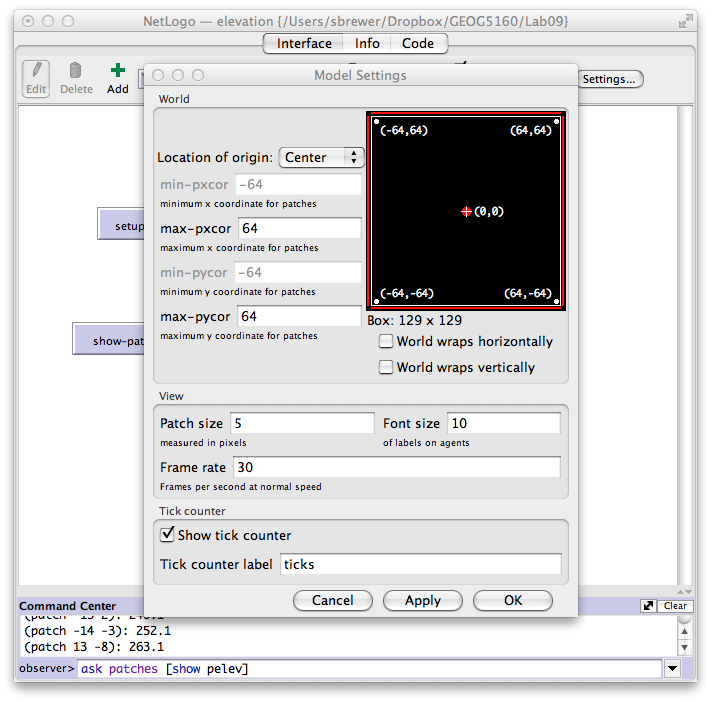 NetLogo — elevation {/Users/sbrewer/Dropbox/GEOG5160/Lab09}
Interface Info Code
Edit Delete Add Settings...
Model Settings
World
(-64,64) (64,64)
Location of origin: Center
min-pxcor -64
minimum x coordinate for patches
(0,0)
max-pxcor 64
maximum x coordinate for patches
setup
min-pycor -64
minimum y coordinate for patches
(-64,-64) (64,-64)
max-pycor 64
maximum y coordinate for patches
Box: 129 x 129
show-pat
World wraps horizontally
World wraps vertically
View
Patch size 5 Font size 10
measured in pixels of labels on agents
Frame rate 30
Frames per second at normal speed
Tick counter
Show tick counter
Tick counter label ticks
Cancel Apply OK
Command Center Clear
(patch -14 -3): 252.1
(patch 13 -8): 263.1
observer> ask patches [show pelev]